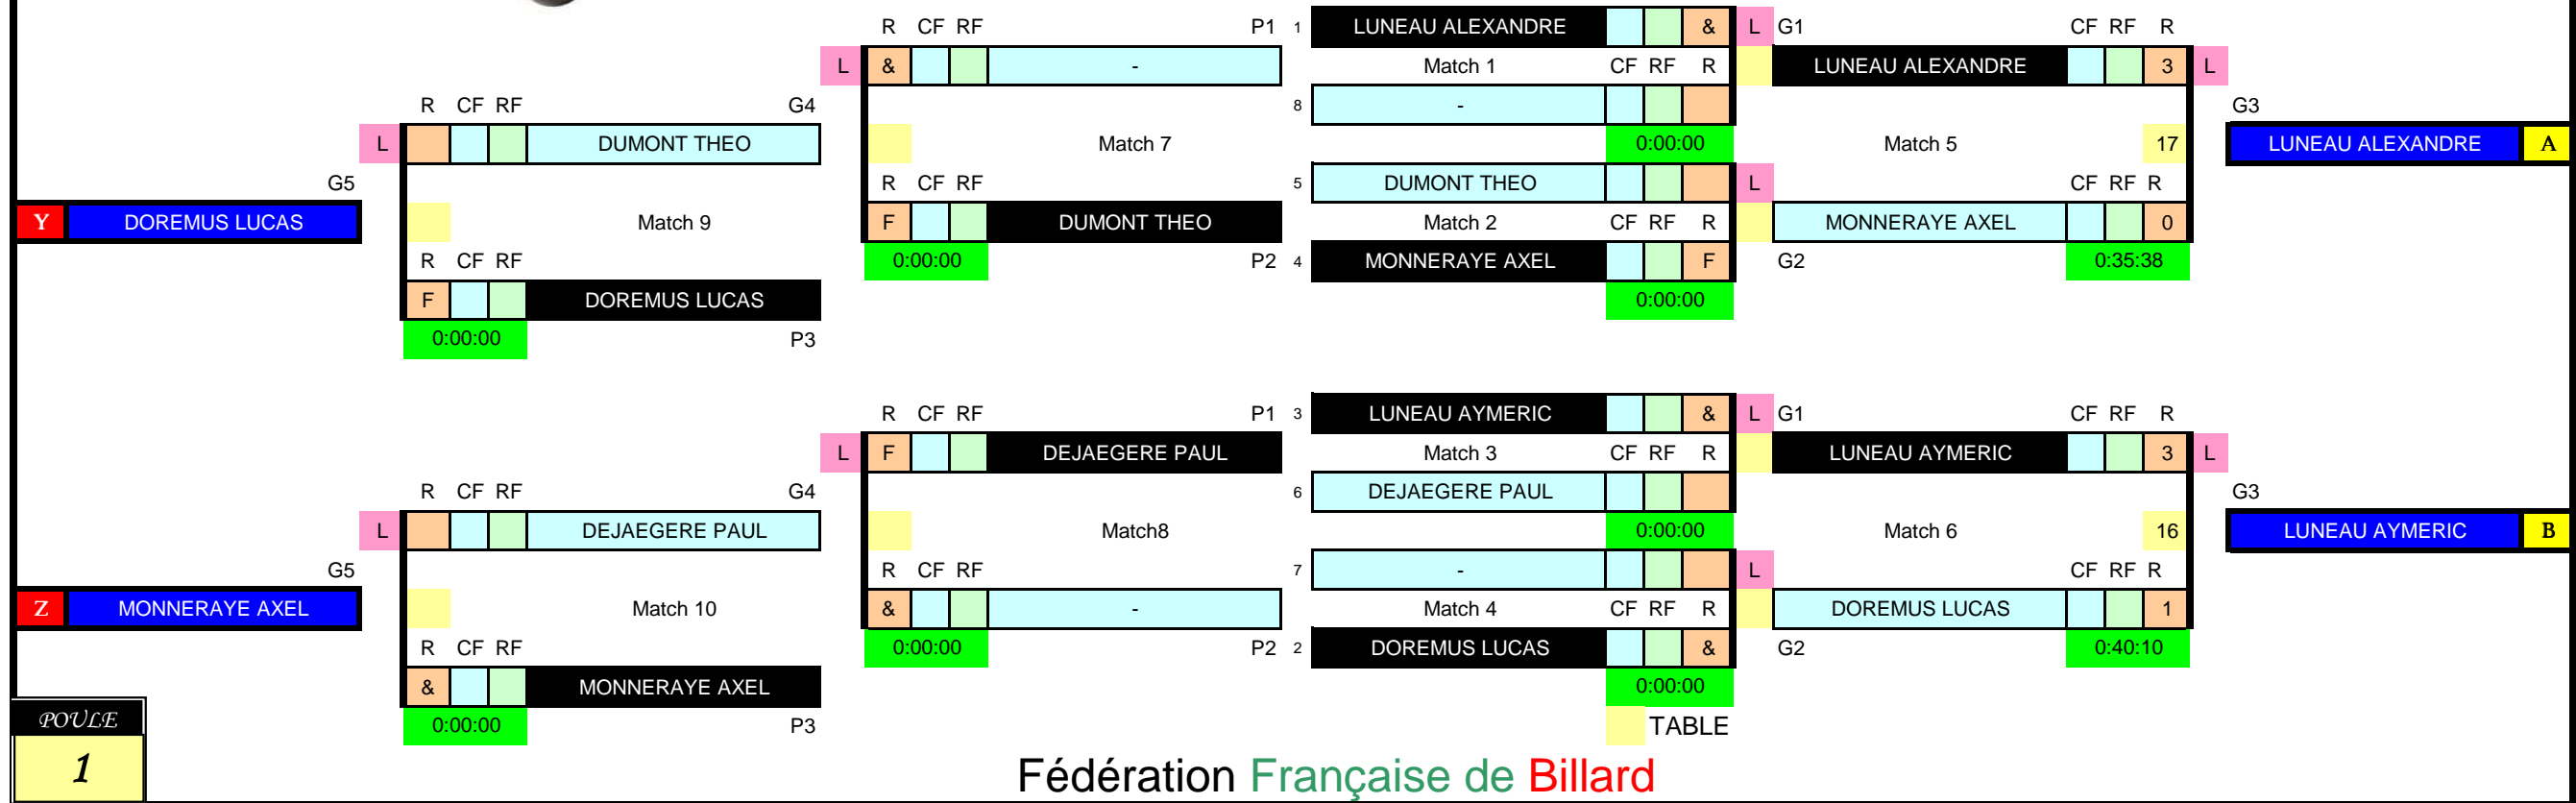 R CF RF P1 1 LUNEAU ALEXANDRE & L G1 CF RF R
L & - Match 1 CF RF R LUNEAU ALEXANDRE 3 L
R CF RF G4 8 - G3
L DUMONT THEO Match 7 0:00:00 Match 5 17 LUNEAU ALEXANDRE A
G5 R CF RF 5 DUMONT THEO L CF RF R
Y DOREMUS LUCAS Match 9 F DUMONT THEO Match 2 CF RF R MONNERAYE AXEL 0
R CF RF 0:00:00 P2 4 MONNERAYE AXEL F G2 0:35:38
F DOREMUS LUCAS 0:00:00
0:00:00 P3
R CF RF P1 3 LUNEAU AYMERIC & L G1 CF RF R
L F DEJAEGERE PAUL Match 3 CF RF R LUNEAU AYMERIC 3 L
R CF RF G4 6 DEJAEGERE PAUL G3
L DEJAEGERE PAUL Match8 0:00:00 Match 6 16 LUNEAU AYMERIC B
G5 R CF RF 7 - L CF RF R
Z MONNERAYE AXEL Match 10 & - Match 4 CF RF R DOREMUS LUCAS 1
R CF RF 0:00:00 P2 2 DOREMUS LUCAS & G2 0:40:10
& MONNERAYE AXEL 0:00:00
POULE 0:00:00 P3 TABLE
1 Fédération Française de Billard